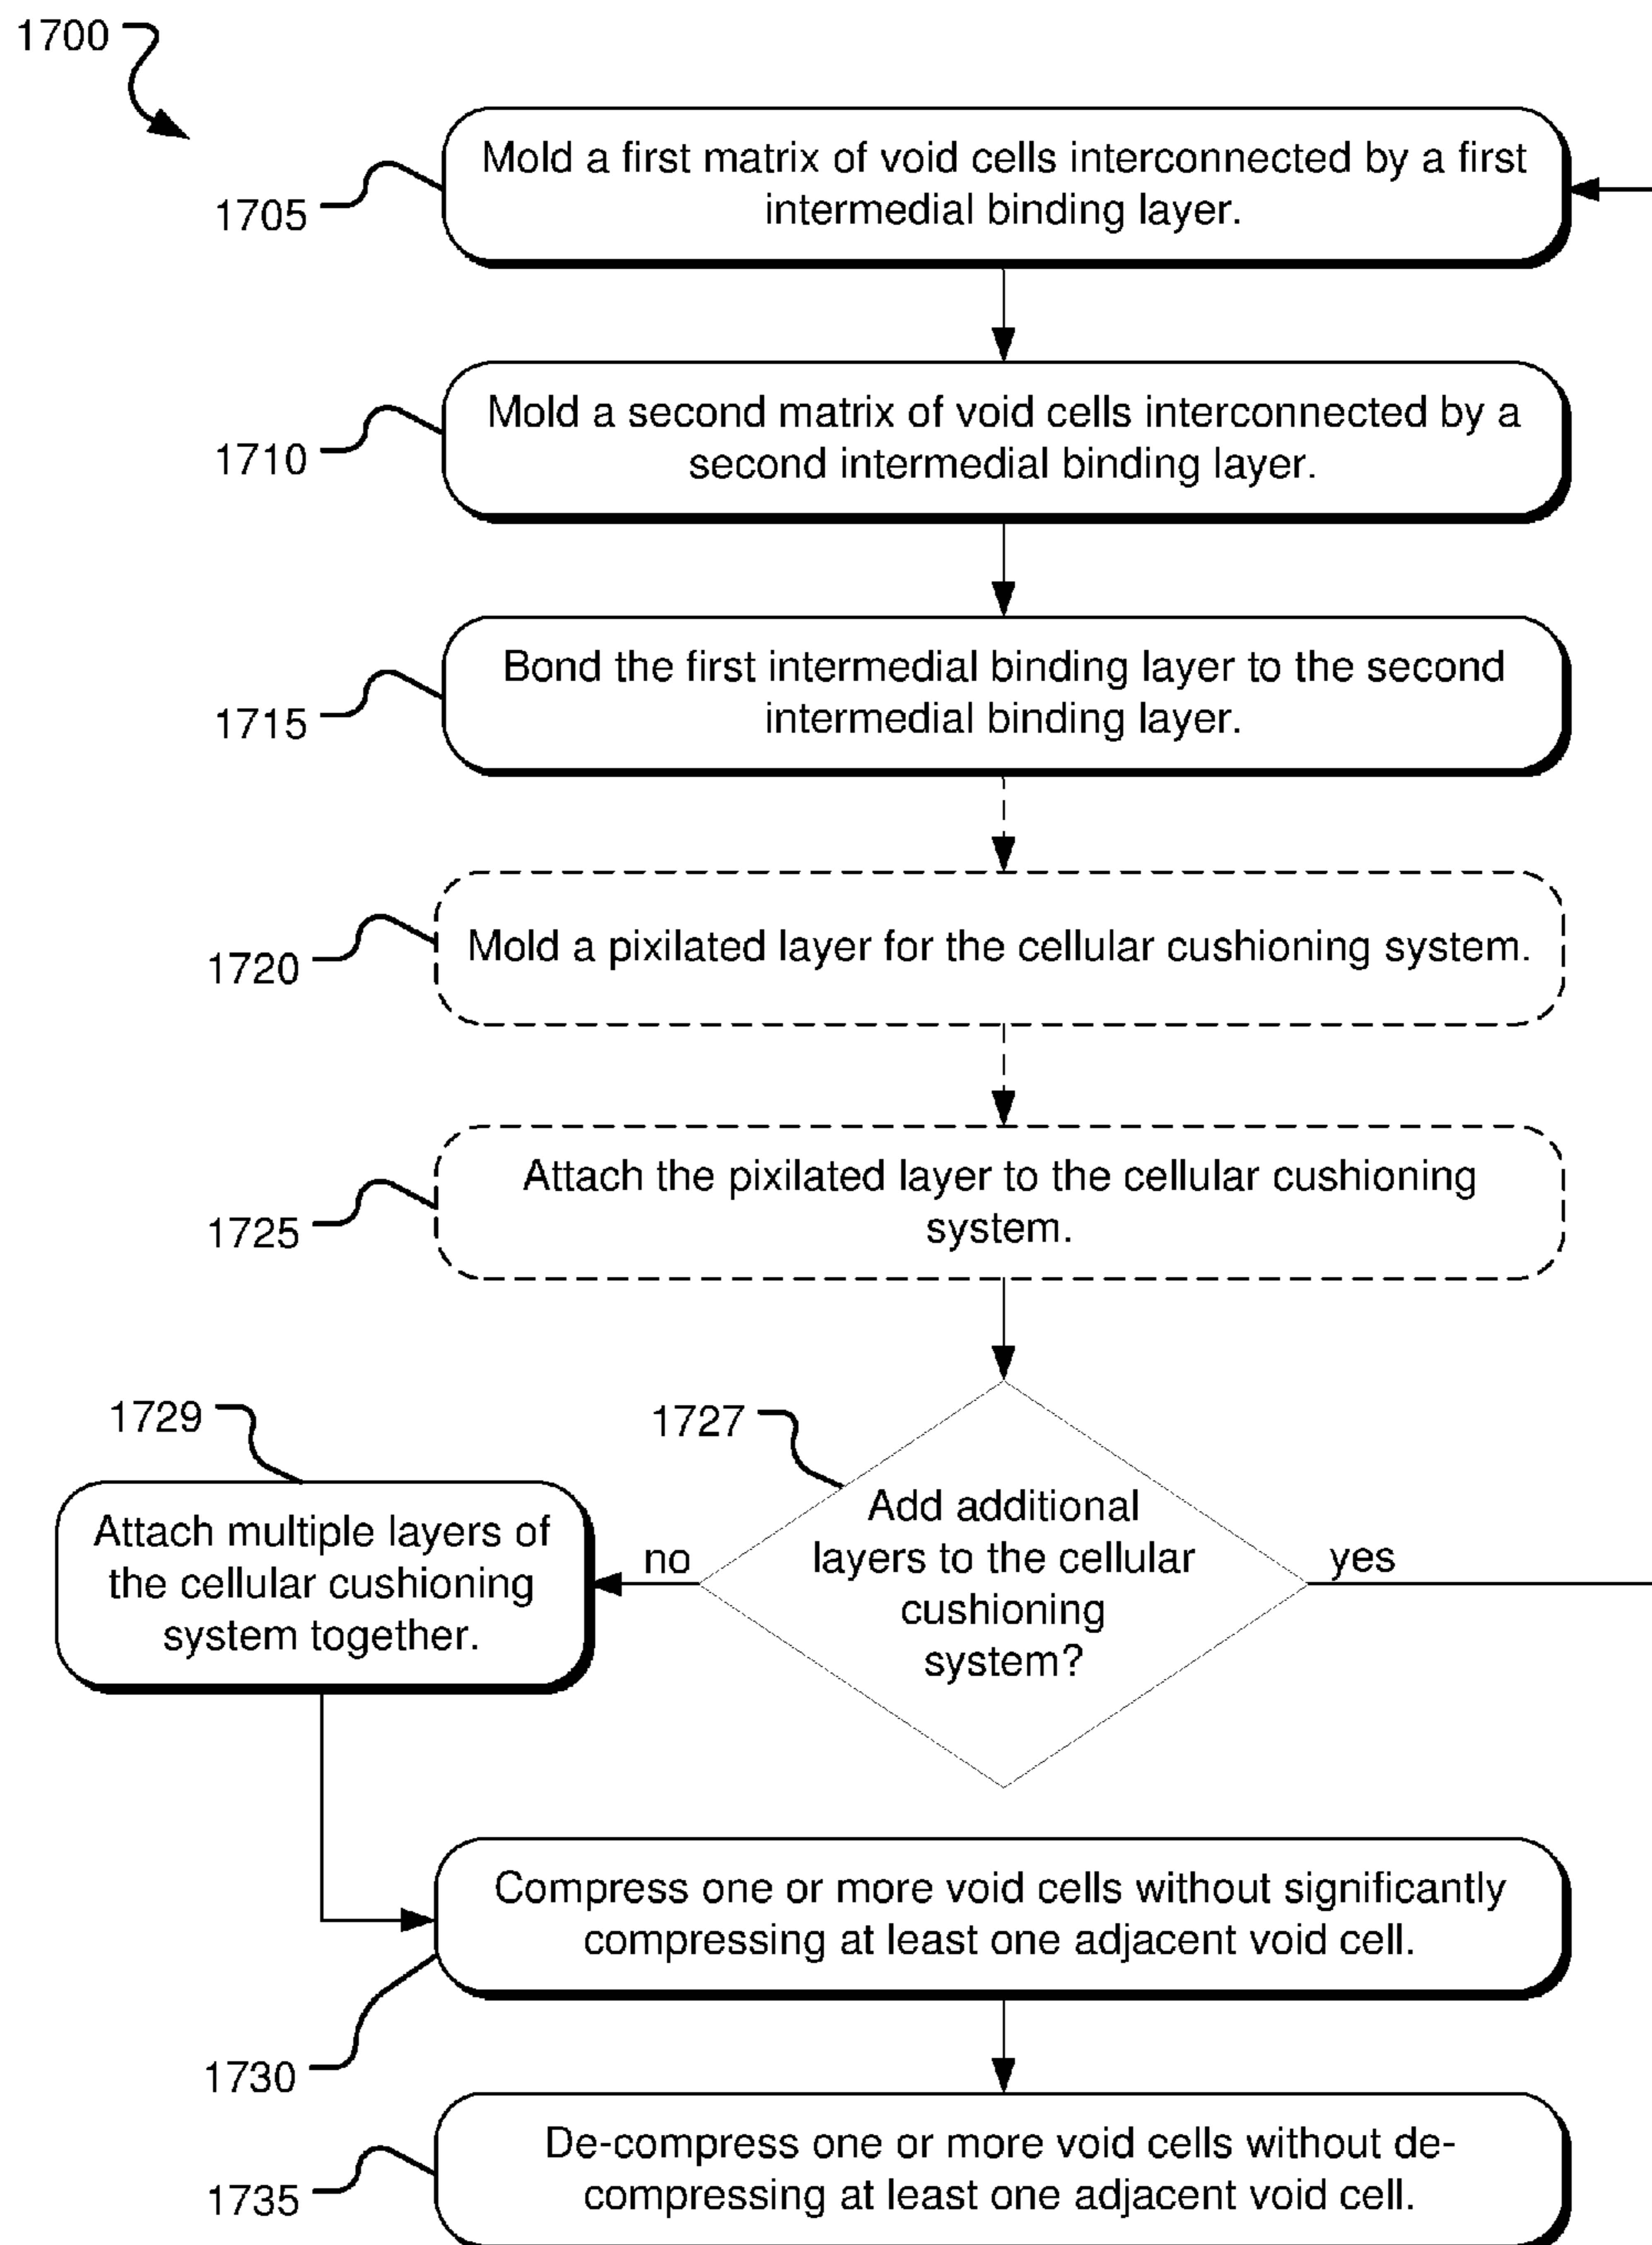 1700
Mold a first matrix of void cells interconnected by a first
intermedial binding layer.
1705
Mold a second matrix of void cells interconnected by a
second intermedial binding layer.
1710
Bond the first intermedial binding layer to the second
intermedial binding layer.
1715
Mold a pixilated layer for the cellular cushioning system.
1720
Attach the pixilated layer to the cellular cushioning
system.
1725
1729
1727
Attach multiple layers of
the cellular cushioning
system together.
no
Add additional
layers to the cellular
cushioning
system?
yes
Compress one or more void cells without significantly
compressing at least one adjacent void cell.
1730
De-compress one or more void cells without de-
compressing at least one adjacent void cell.
1735